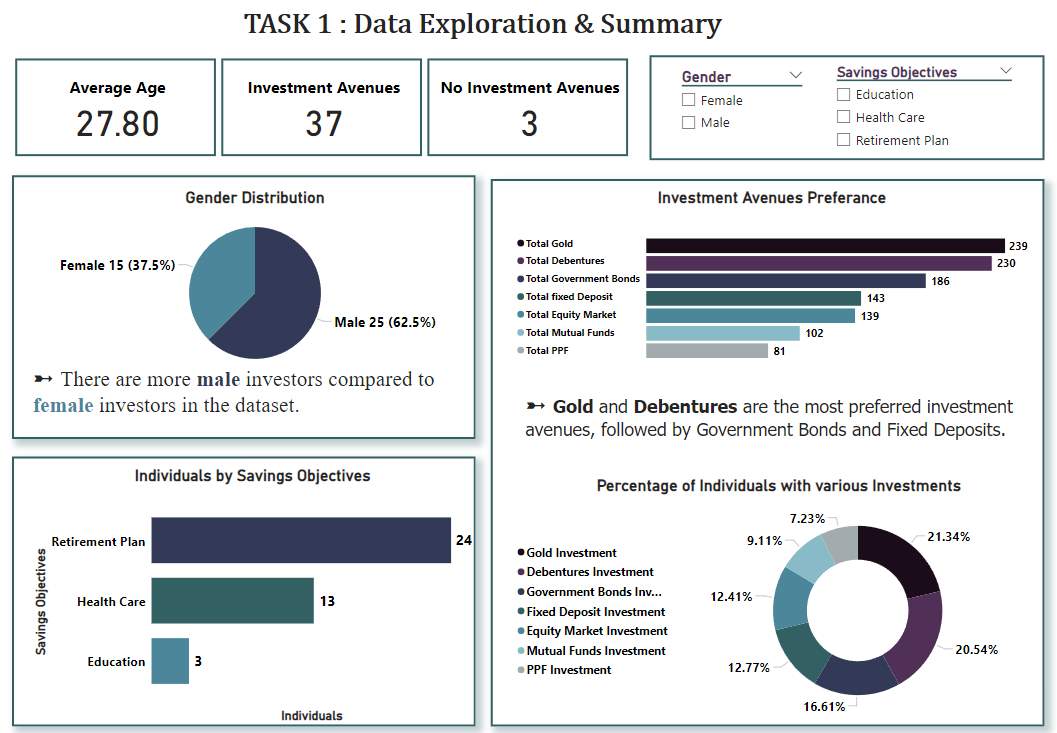 TASK 1 : Data Exploration & Summary
Average Age
27.80
Investment Avenues
37
No Investment Avenues
3
Gender
Female
Male
Savings Objectives
Education
Health Care
Retirement Plan
Gender Distribution
Female 15 (37.5%)
Male 25 (62.5%)
➳ There are more male investors compared to
female investors in the dataset.
Individuals by Savings Objectives
Savings Objectives
Retirement Plan 24
Health Care 13
Education 3
Individuals
Investment Avenues Preferance
Total Gold 239
Total Debentures 230
Total Government Bonds 186
Total fixed Deposit 143
Total Equity Market 139
Total Mutual Funds 102
Total PPF 81
➳ Gold and Debentures are the most preferred investment
avenues, followed by Government Bonds and Fixed Deposits.
Percentage of Individuals with various Investments
Gold Investment
Debentures Investment
Government Bonds Inv...
Fixed Deposit Investment
Equity Market Investment
Mutual Funds Investment
PPF Investment
21.34%
20.54%
16.61%
12.77%
12.41%
9.11%
7.23%